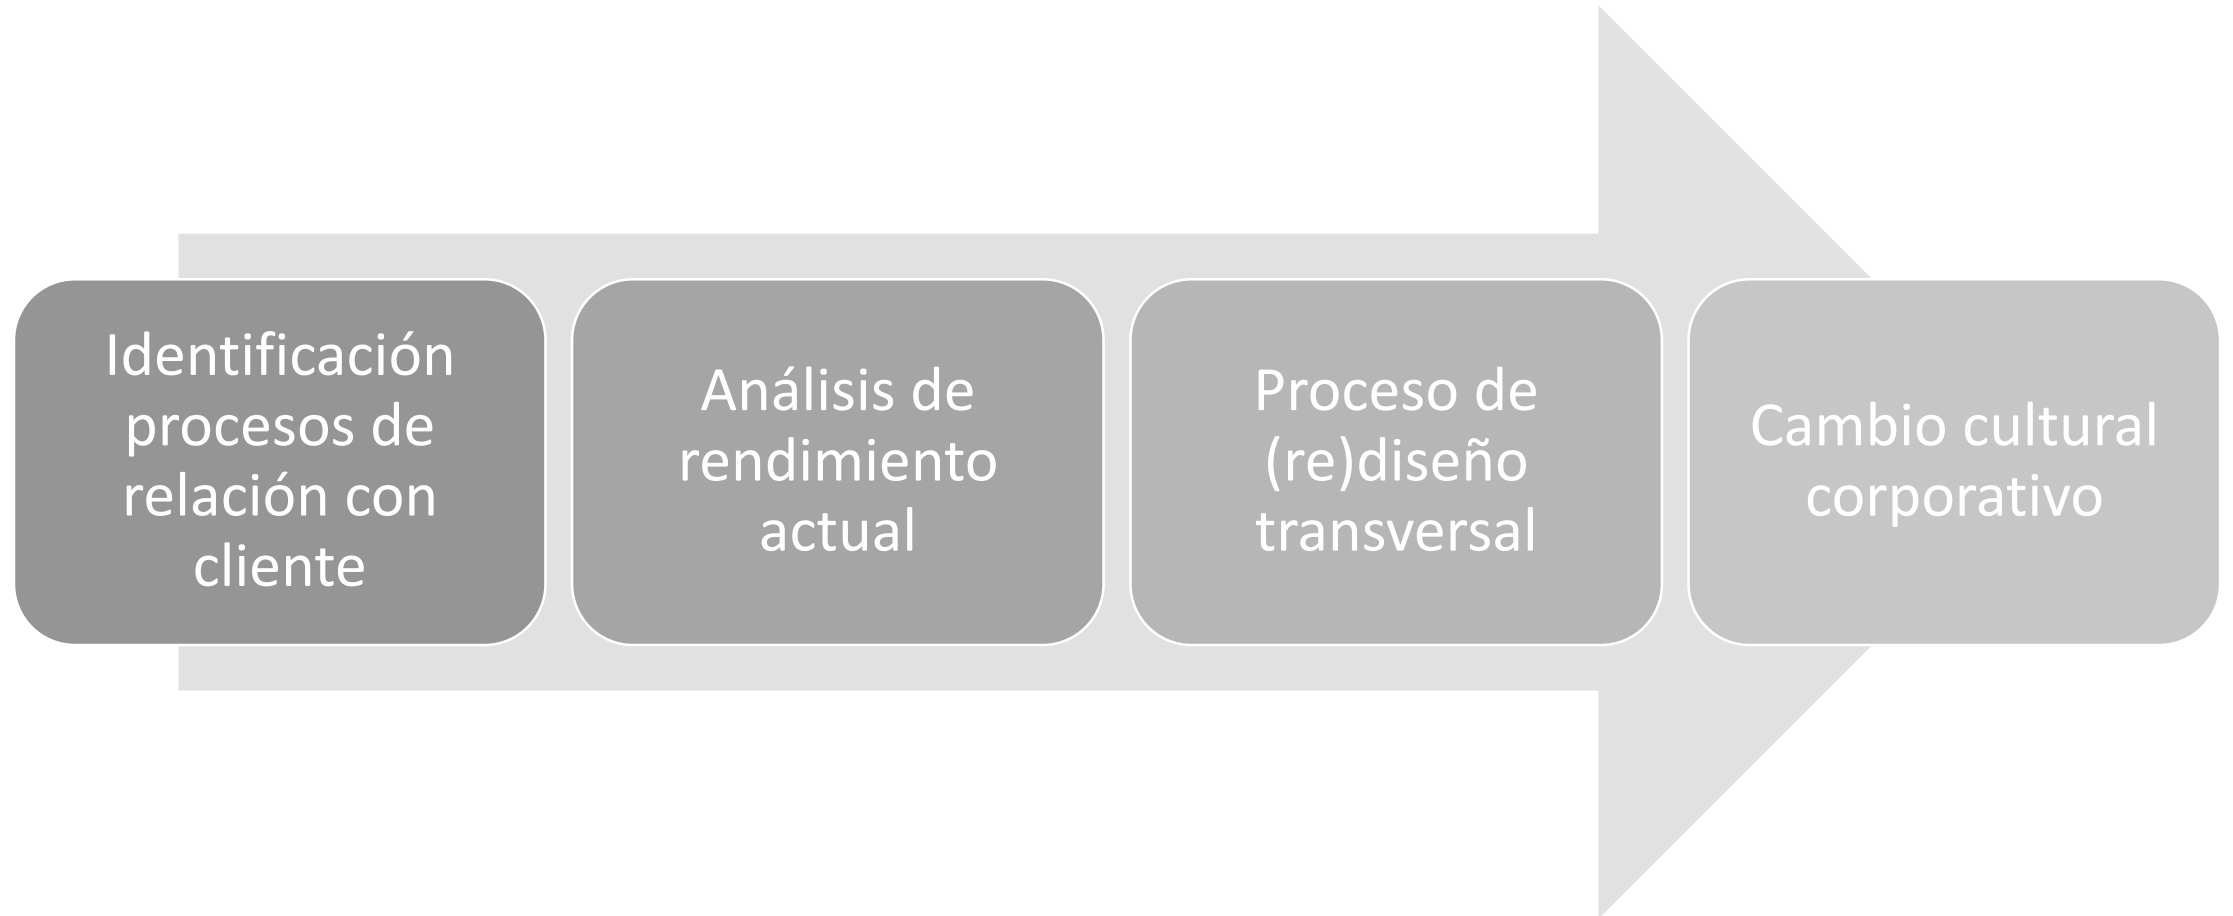 Identificación
procesos de
relación con
cliente
Análisis de
rendimiento
actual
Proceso de
(re)diseño
transversal
Cambio cultural
corporativo